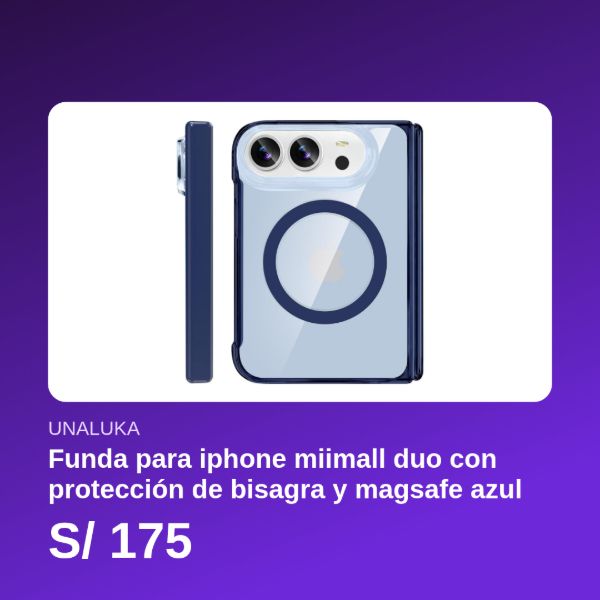 UNALUKA
Funda para iphone miimall duo con
protección de bisagra y magsafe azul
S/ 175